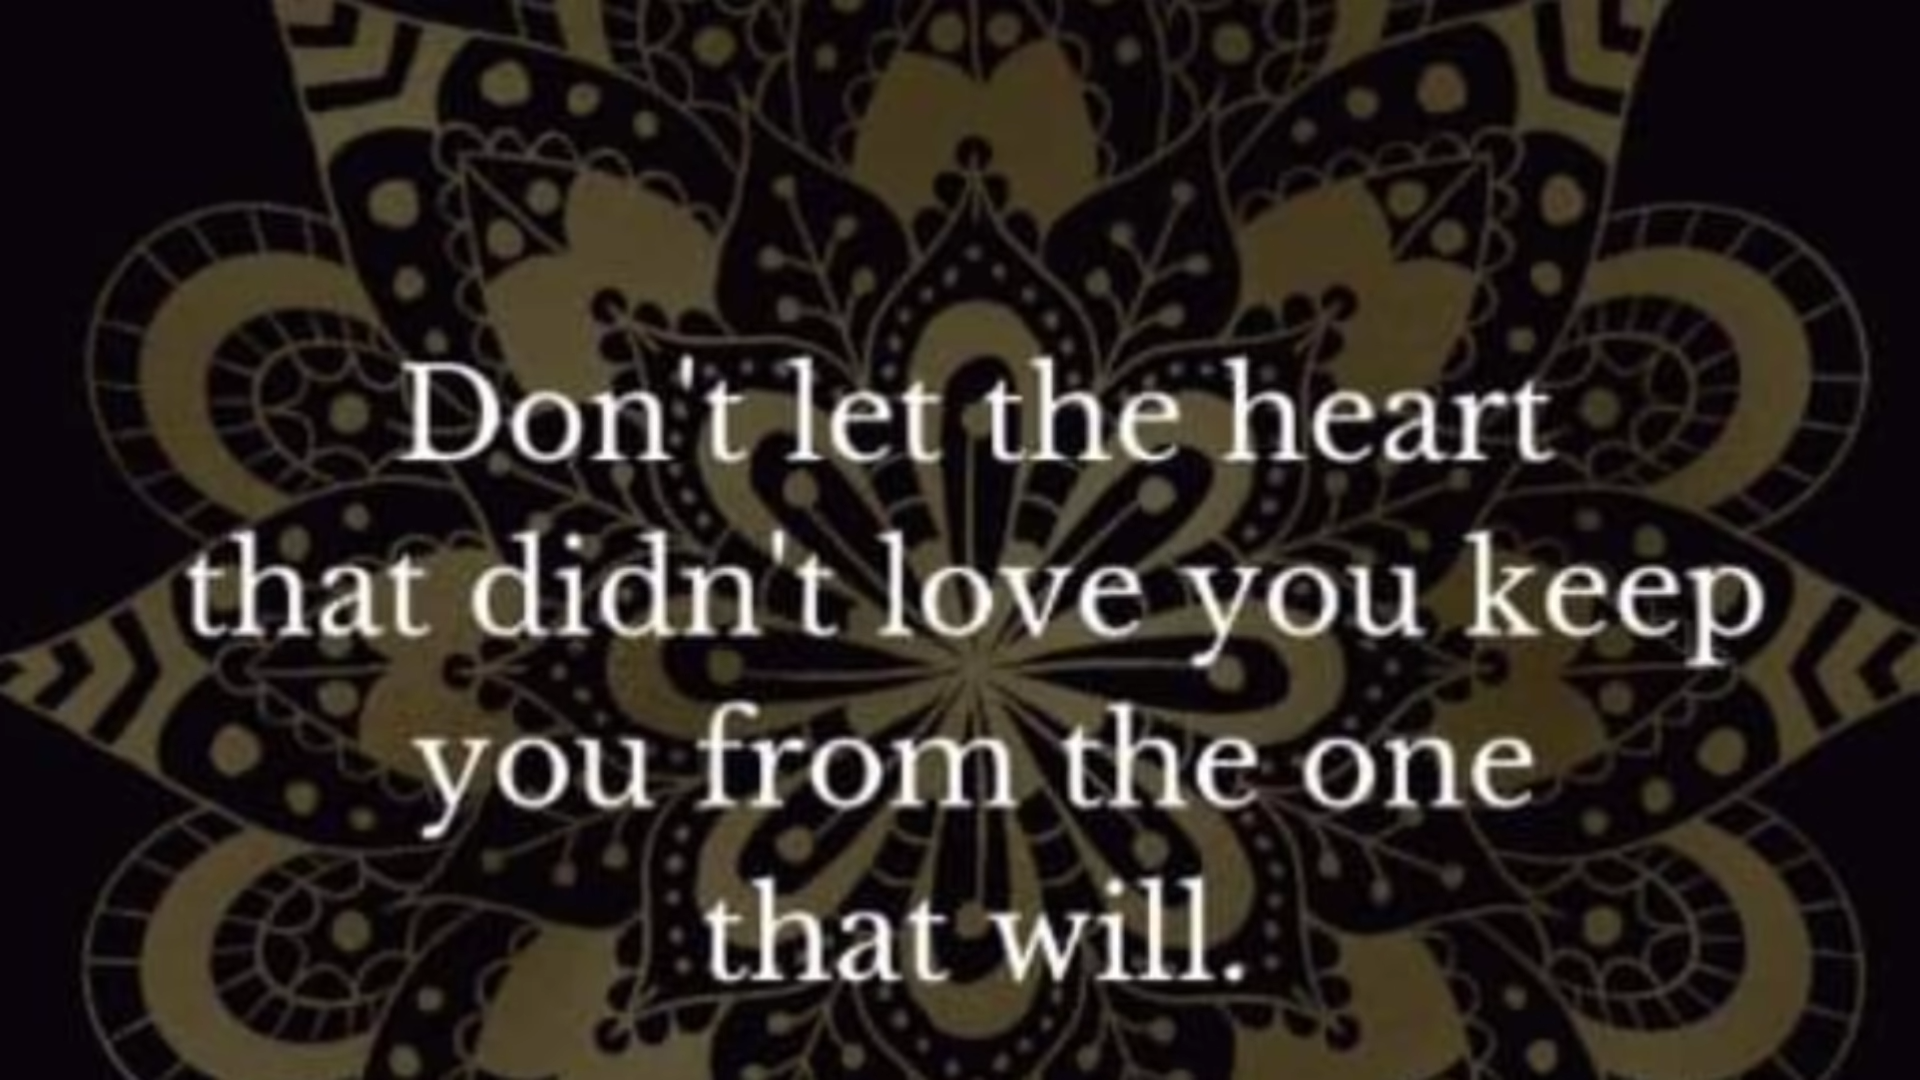 Don't let the heart
that didn't love you keep
you from the one
that will.